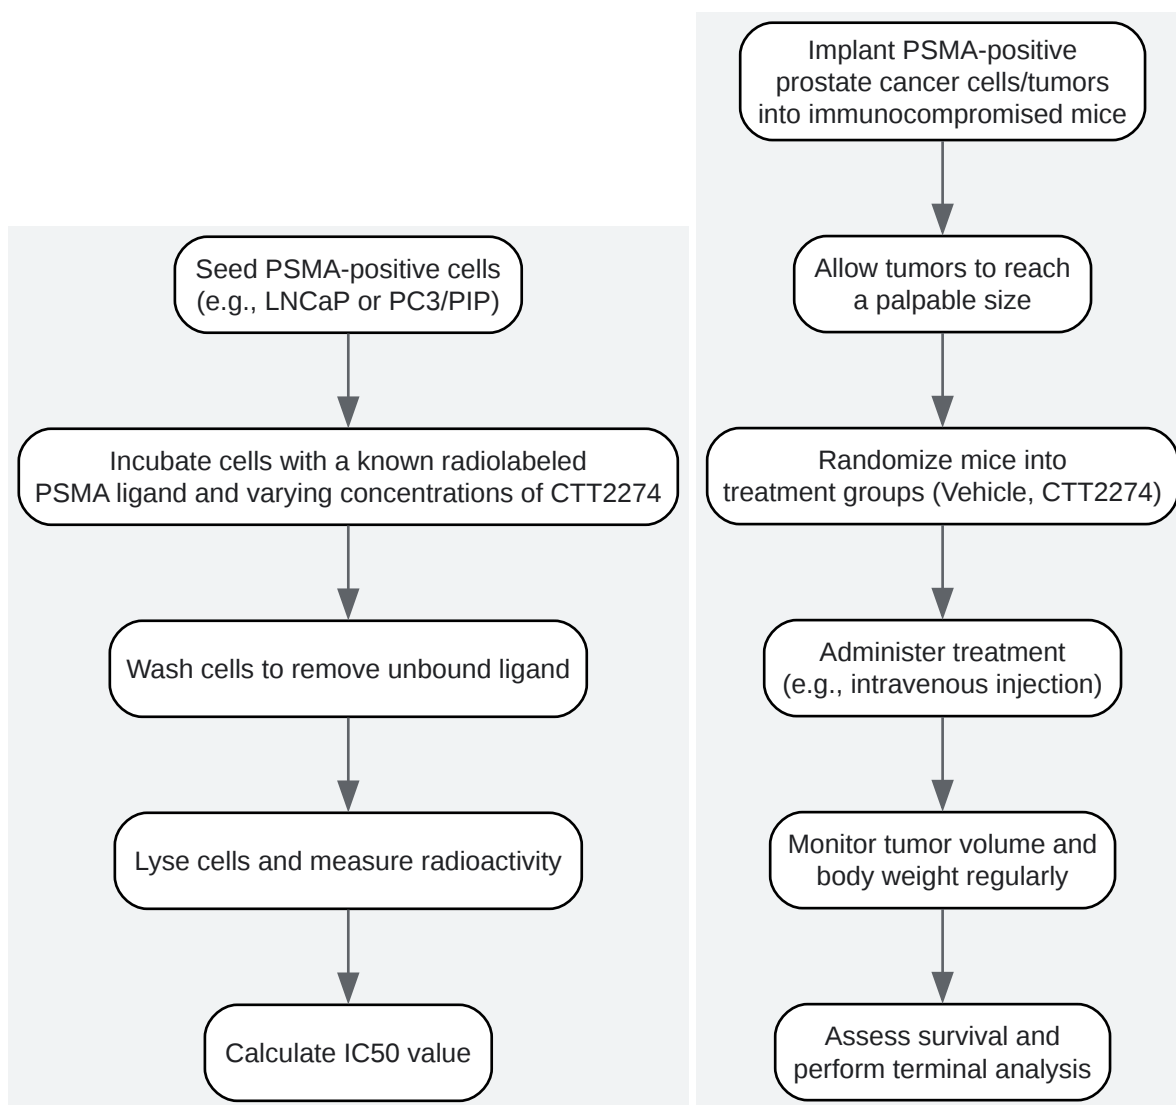 Seed PSMA-positive cells
(e.g., LNCaP or PC3/PIP)
Incubate cells with a known radiolabeled
PSMA ligand and varying concentrations of CTT2274
Wash cells to remove unbound ligand
Lyse cells and measure radioactivity
Calculate IC50 value
Implant PSMA-positive
prostate cancer cells/tumors
into immunocompromised mice
Allow tumors to reach
a palpable size
Randomize mice into
treatment groups (Vehicle, CTT2274)
Administer treatment
(e.g., intravenous injection)
Monitor tumor volume and
body weight regularly
Assess survival and
perform terminal analysis